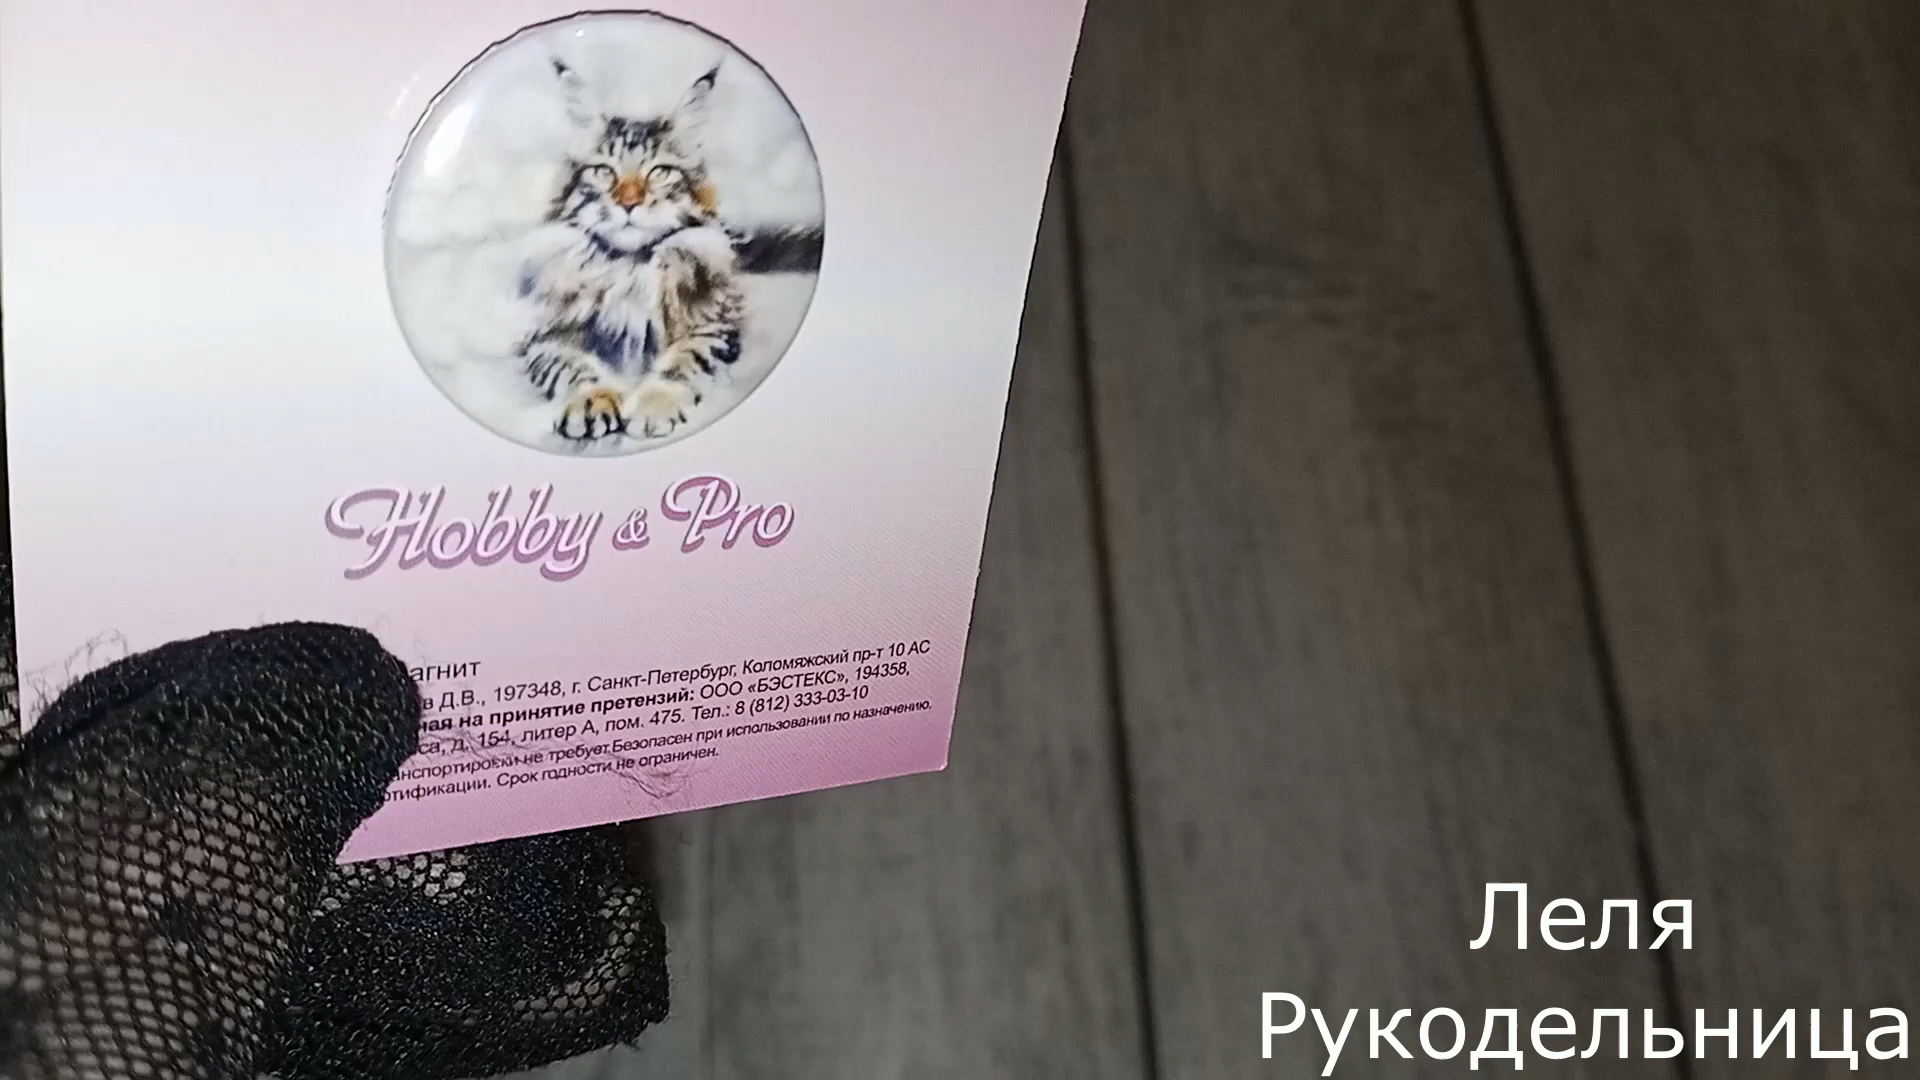 Hobby & Pro
агнит
в Д.В., 197348, г. Санкт-Петербург, Коломяжский пр-т 10 АС
ная на принятие претензий: ООО «БЭСТЕКС», 194358,
са, д. 154, литер А, пом. 475. Тел.: 8 (812) 333-03-10
анспортировки не требует.Безопасен при использовании по назначению.
ртификации. Срок годности не ограничен.
Леля
Рукодельница